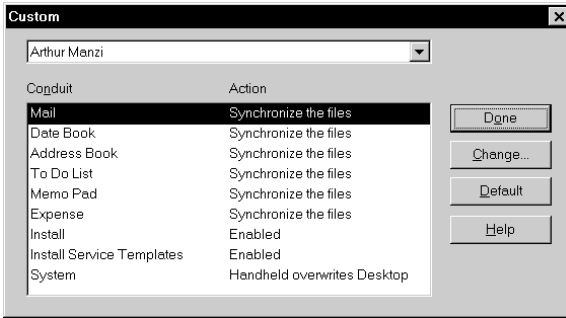 Custom
Arthur Manzi
Conduit Action
Mail Synchronize the files
Date Book Synchronize the files
Address Book Synchronize the files
To Do List Synchronize the files
Memo Pad Synchronize the files
Expense Synchronize the files
Install Enabled
Install Service Templates Enabled
System Handheld overwrites Desktop
Done
Change...
Default
Help